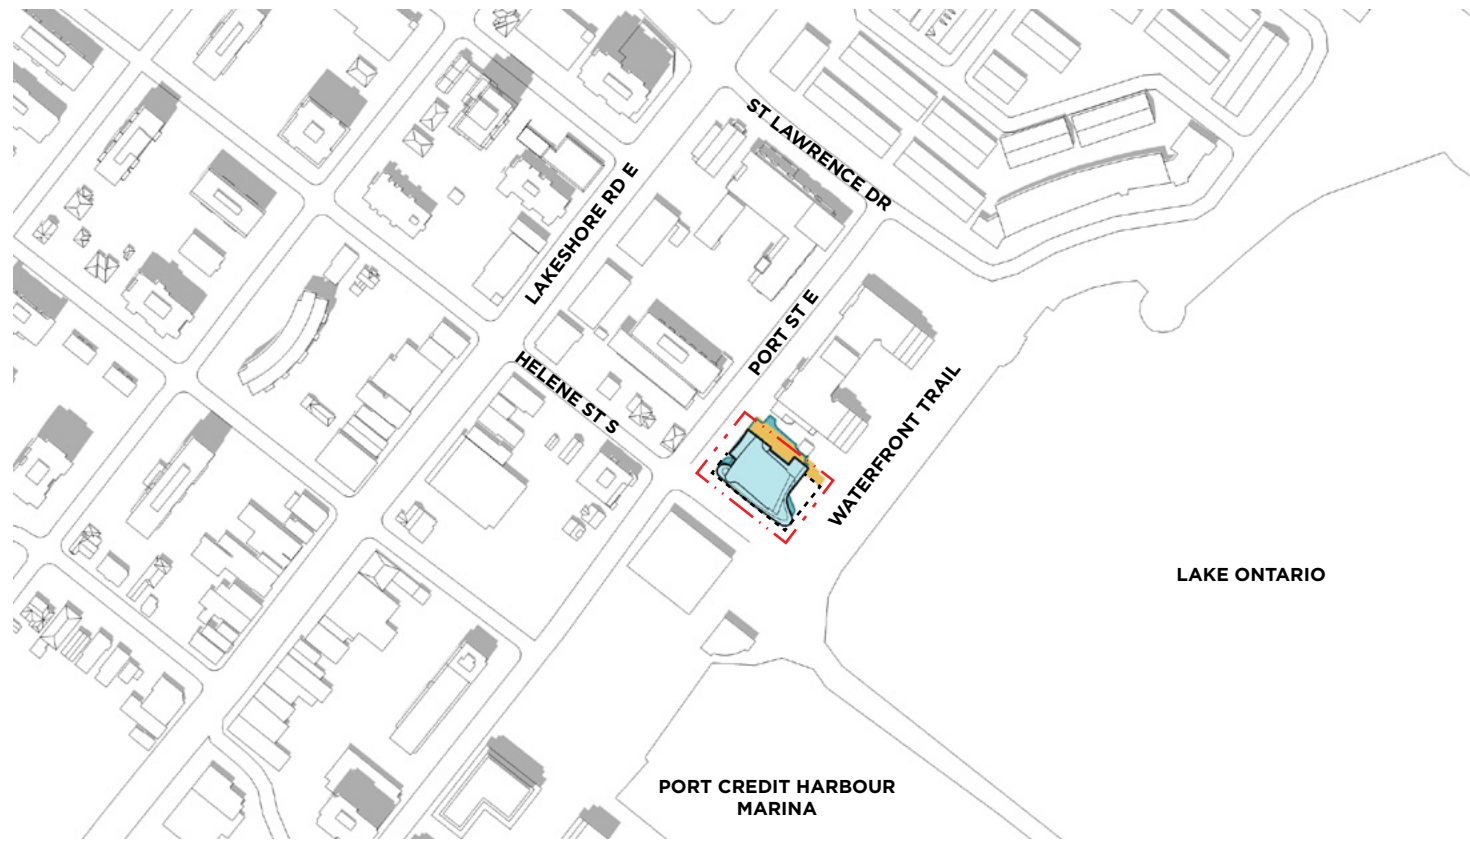 ST LAWRENCE DR
LAKESHORE RD E
PORT ST E
HELENE ST S
WATERFRONT TRAIL
LAKE ONTARIO
PORT CREDIT HARBOUR
MARINA